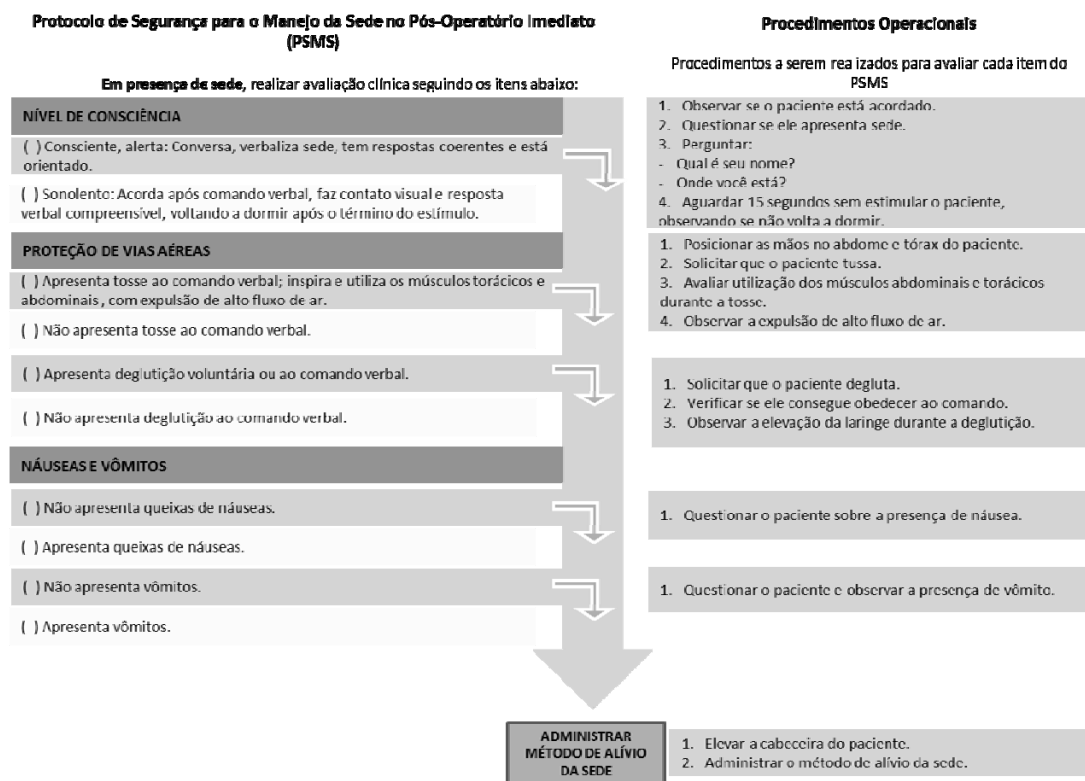 Protocolo de Segurança para o Manejo da Sede no Pós-Operatório Imediato
(PSMS)
Em presença de sede, realizar avaliação clínica seguindo os itens abaixo:
NÍVEL DE CONSCIÊNCIA
( ) Consciente, alerta: Conversa, verbaliza sede, tem respostas coerentes e está
orientado.
( ) Sonolento: Acorda após comando verbal, faz contato visual e resposta
verbal compreensível, voltando a dormir após o término do estímulo.
PROTEÇÃO DE VIAS AÉREAS
( ) Apresenta tosse ao comando verbal; inspira e utiliza os músculos torácicos e
abdominais , com expulsão de alto fluxo de ar.
( ) Não apresenta tosse ao comando verbal.
( ) Apresenta deglutição voluntária ou ao comando verbal.
( ) Não apresenta deglutição ao comando verbal.
NÁUSEAS E VÔMITOS
( ) Não apresenta queixas de náuseas.
( ) Apresenta queixas de náuseas.
( ) Não apresenta vômitos.
( ) Apresenta vômitos.
ADMINISTRAR
MÉTODO DE ALÍVIO
DA SEDE
Procedimentos Operacionais
Procedimentos a serem realizados para avaliar cada item do
PSMS
1. Observar se o paciente está acordado.
2. Questionar se ele apresenta sede.
3. Perguntar:
- Qual é seu nome?
- Onde você está?
4. Aguardar 15 segundos sem estimular o paciente,
observando se não volta a dormir.
1. Posicionar as mãos no abdome e tórax do paciente.
2. Solicitar que o paciente tussa.
3. Avaliar utilização dos músculos abdominais e torácicos
durante a tosse.
4. Observar a expulsão de alto fluxo de ar.
1. Solicitar que o paciente degluta.
2. Verificar se ele consegue obedecer ao comando.
3. Observar a elevação da laringe durante a deglutição.
1. Questionar o paciente sobre a presença de náusea.
1. Questionar o paciente e observar a presença de vômito.
1. Elevar a cabeceira do paciente.
2. Administrar o método de alívio da sede.